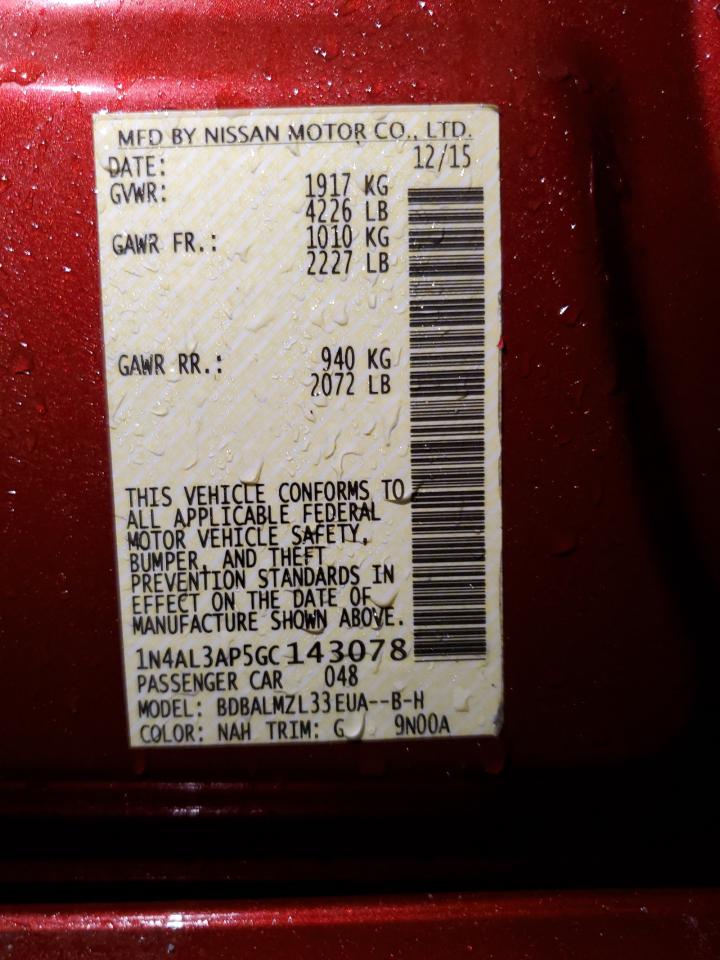 MFD BY NISSAN MOTOR CO., LTD.
DATE: 12/15
GVWR: 1917 KG
4226 LB
GAWR FR.: 1010 KG
2227 LB
GAWR RR.: 940 KG
2072 LB
THIS VEHICLE CONFORMS TO
ALL APPLICABLE FEDERAL
MOTOR VEHICLE SAFETY,
BUMPER, AND THEFT
PREVENTION STANDARDS IN
EFFECT ON THE DATE OF
MANUFACTURE SHOWN ABOVE.
1N4AL3AP5GC143078
PASSENGER CAR 048
MODEL: BDBALMZL33EUA--B-H
COLOR: NAH TRIM: G 9N00A